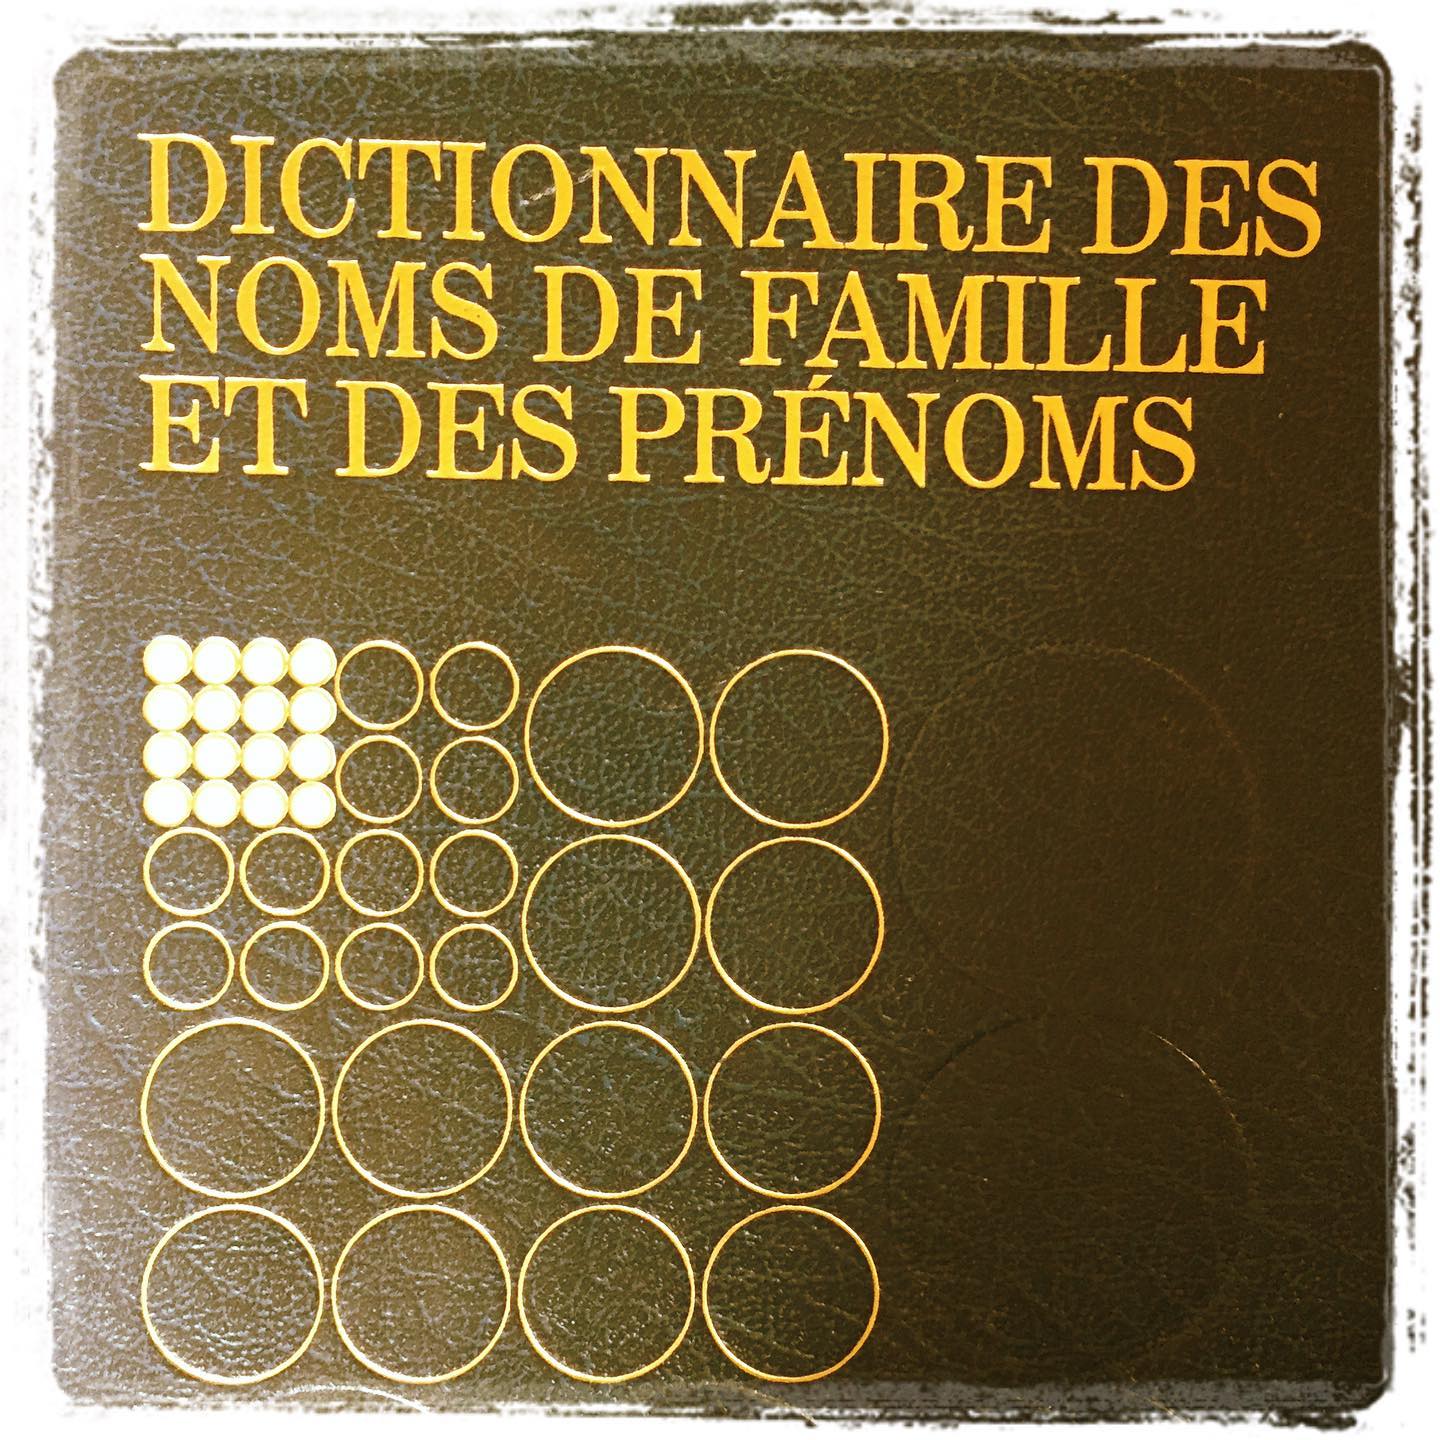 DICTIONNAIRE DES
NOMS DE FAMILLE
ET DES PRÉNOMS